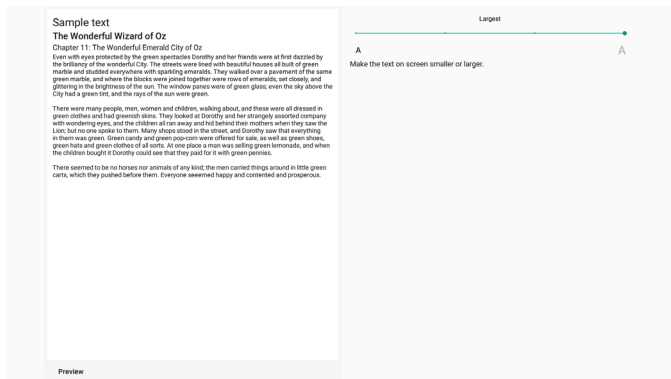 Sample text
The Wonderful Wizard of Oz
Chapter 11: The Wonderful Emerald City of Oz
Even with eyes protected by the green spectacles Dorothy and her friends were at first dazzled by
the brilliancy of the wonderful City. The streets were lined with beautiful houses all built of green
marble and studded everywhere with sparkling emeralds. They walked over a pavement of the same
green marble, and where the blocks were joined together were rows of emeralds, set closely, and
glittering in the brightness of the sun. The window panes were of green glass; even the sky above the
City had a green tint, and the rays of the sun were green.
There were many people, men, women and children, walking about, and these were all dressed in
green clothes and had greenish skins. They looked at Dorothy and her strangely assorted company
with wondering eyes, and the children all ran away and hid behind their mothers when they saw the
Lion; but no one spoke to them. Many shops stood in the street, and Dorothy saw that everything
in them was green. Green candy and green pop-corn were offered for sale, as well as green shoes,
green hats and green clothes of all sorts. At one place a man was selling green lemonade, and when
the children bought it Dorothy could see that they paid for it with green pennies.
There seemed to be no horses nor animals of any kind; the men carried things around in little green
carts, which they pushed before them. Everyone seeemed happy and contented and prosperous.
Preview
Largest
A A
Make the text on screen smaller or larger.